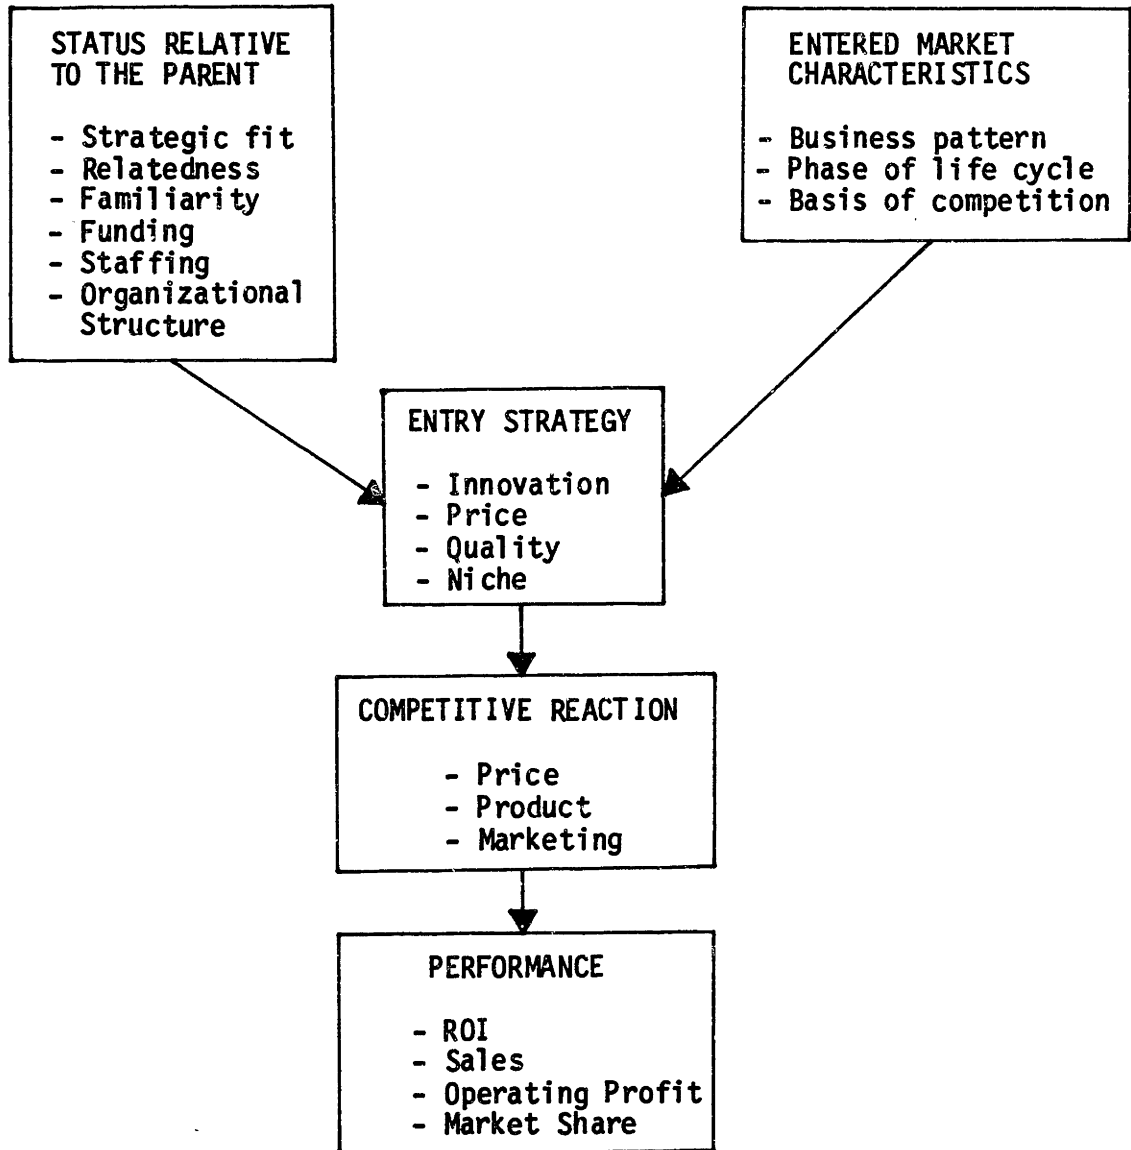 STATUS RELATIVE
TO THE PARENT
- Strategic fit
- Relatedness
- Familiarity
- Funding
- Staffing
- Organizational
Structure
ENTERED MARKET
CHARACTERISTICS
- Business pattern
- Phase of life cycle
- Basis of competition
ENTRY STRATEGY
- Innovation
- Price
- Quality
- Niche
COMPETITIVE REACTION
- Price
- Product
- Marketing
PERFORMANCE
- ROI
- Sales
- Operating Profit
- Market Share